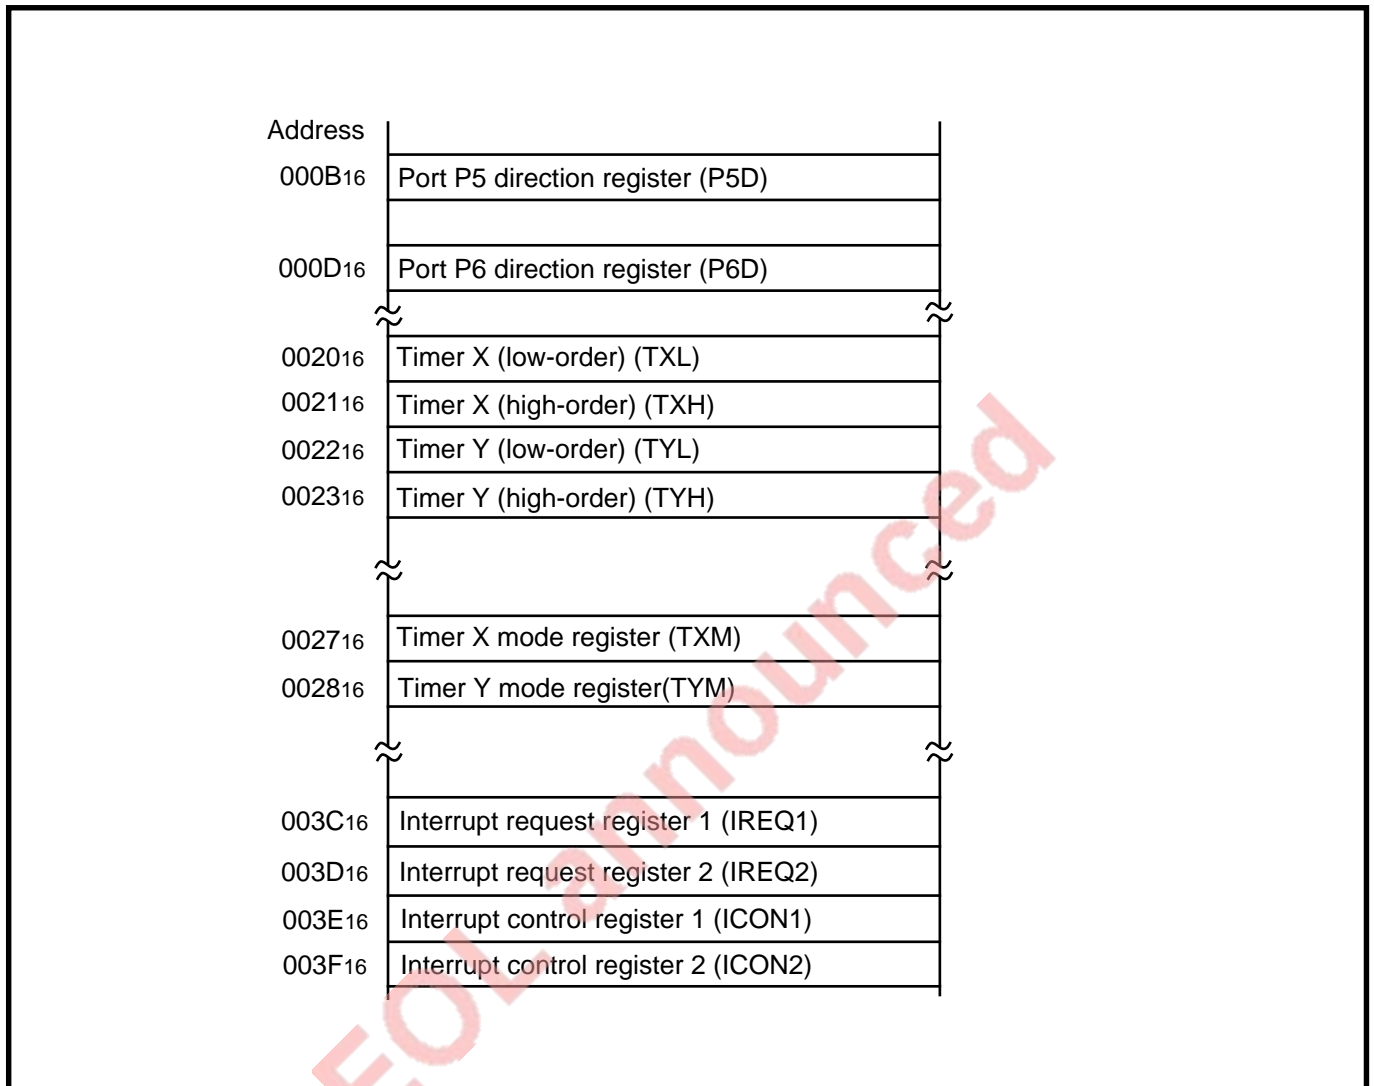 Address
000B16 Port P5 direction register (P5D)
000D16 Port P6 direction register (P6D)
002016 Timer X (low-order) (TXL)
002116 Timer X (high-order) (TXH)
002216 Timer Y (low-order) (TYL)
002316 Timer Y (high-order) (TYH)
002716 Timer X mode register (TXM)
002816 Timer Y mode register(TYM)
003C16 Interrupt request register 1 (IREQ1)
003D16 Interrupt request register 2 (IREQ2)
003E16 Interrupt control register 1 (ICON1)
003F16 Interrupt control register 2 (ICON2)
EOL announced